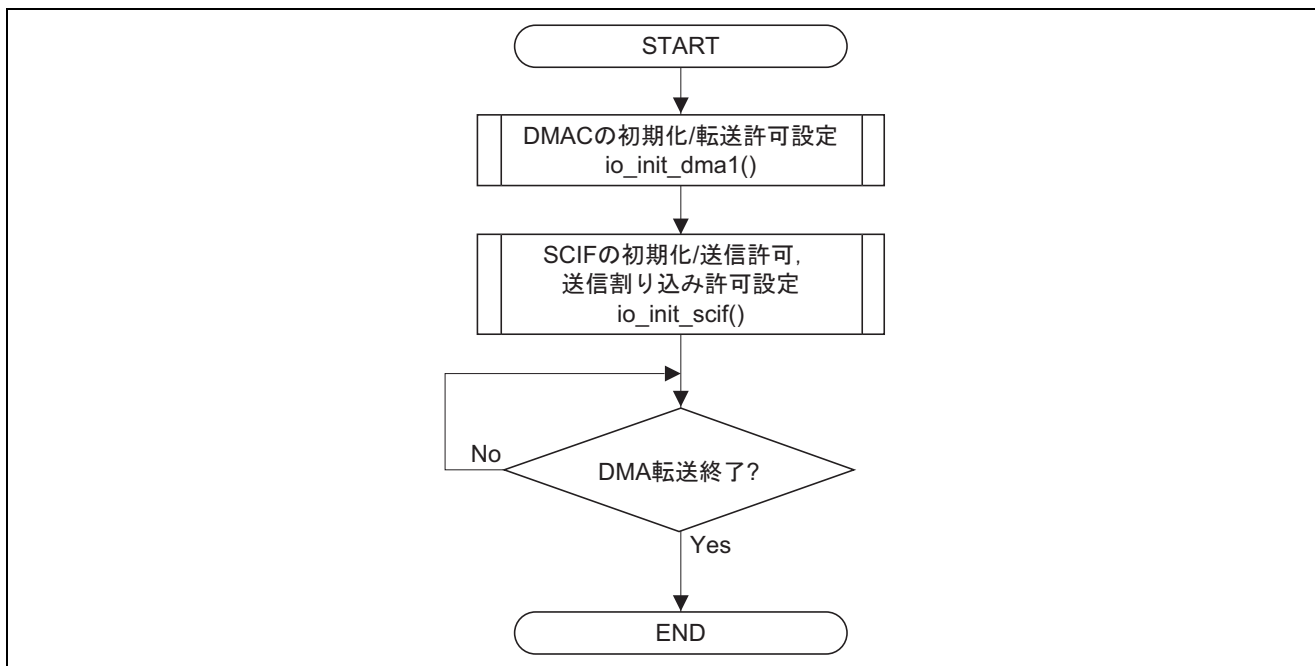 START
DMACの初期化/転送許可設定
io_init_dma1()
SCIFの初期化/送信許可,
送信割り込み許可設定
io_init_scif()
No
DMA転送終了?
Yes
END